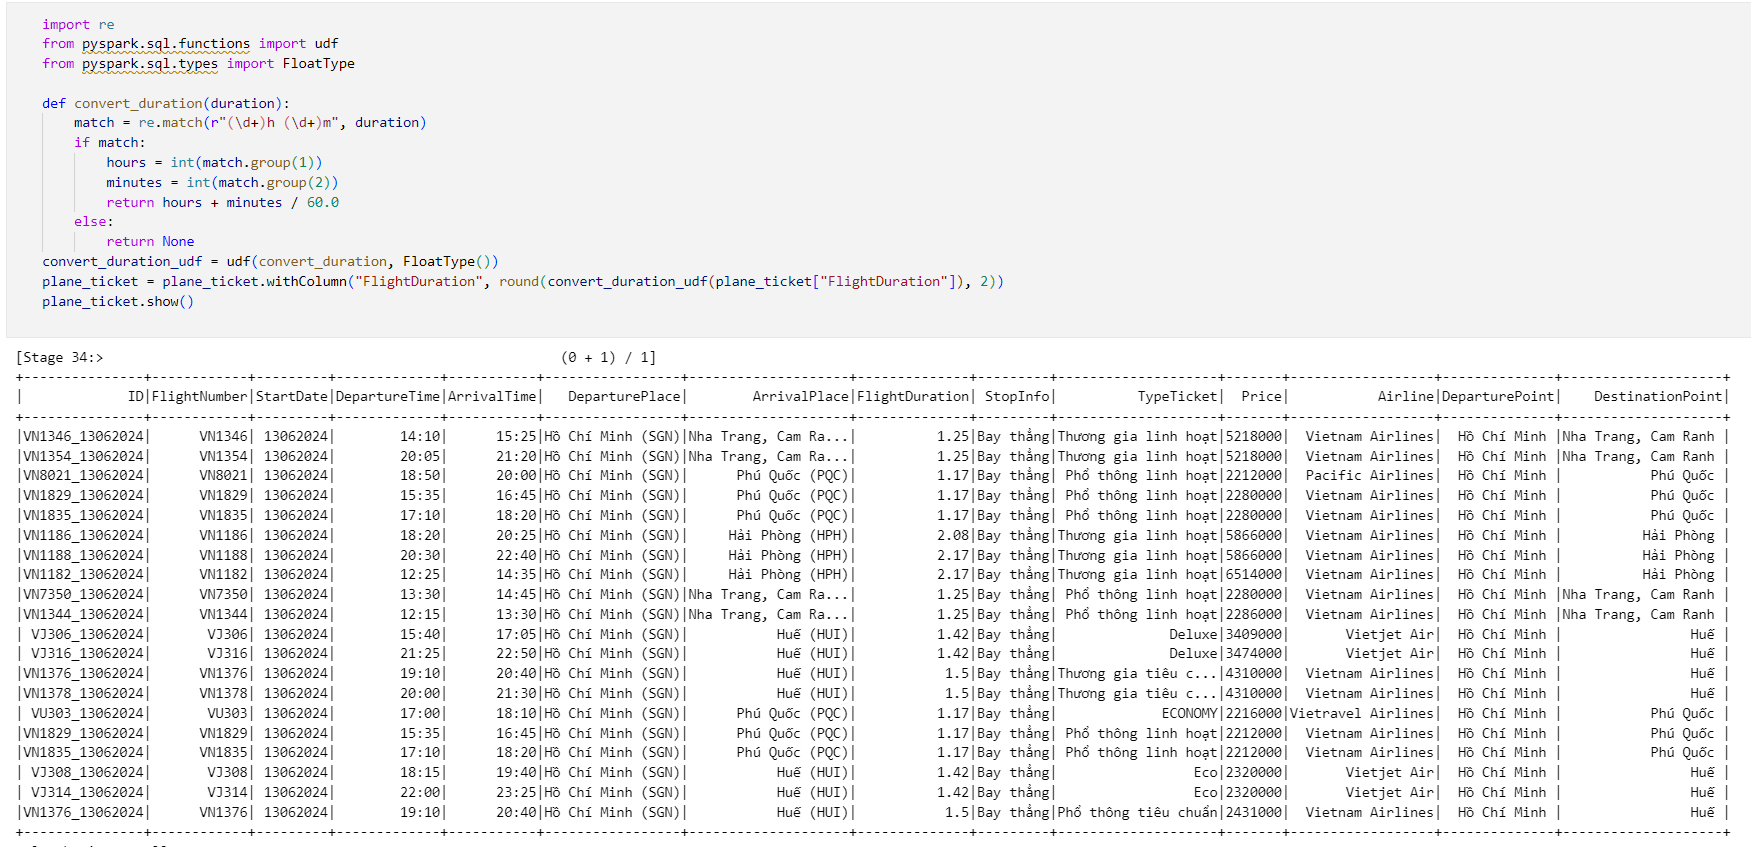 import re
from pyspark.sql.functions import udf
from pyspark.sql.types import FloatType
def convert_duration(duration):
    match = re.match(r"(\d+)h (\d+)m", duration)
    if match:
        hours = int(match.group(1))
        minutes = int(match.group(2))
        return hours + minutes / 60.0
    else:
        return None
convert_duration_udf = udf(convert_duration, FloatType())
plane_ticket = plane_ticket.withColumn("FlightDuration", round(convert_duration_udf(plane_ticket["FlightDuration"]), 2))
plane_ticket.show()
[Stage 34:> (0 + 1) / 1]
+---------------+------------+---------+-------------+-----------+-----------------+--------------------+--------------+---------+--------------------+-------+------------------+--------------+--------------------+
| ID|FlightNumber|StartDate|DepartureTime|ArrivalTime| DeparturePlace| ArrivalPlace|FlightDuration| StopInfo| TypeTicket| Price| Airline|DeparturePoint| DestinationPoint|
+---------------+------------+---------+-------------+-----------+-----------------+--------------------+--------------+---------+--------------------+-------+------------------+--------------+--------------------+
|VN1346_13062024| VN1346| 13062024| 14:10| 15:25|Hồ Chí Minh (SGN)|Nha Trang, Cam Ra...| 1.25|Bay thẳng|Thương gia linh hoạt|5218000| Vietnam Airlines| Hồ Chí Minh |Nha Trang, Cam Ranh |
|VN1354_13062024| VN1354| 13062024| 20:05| 21:20|Hồ Chí Minh (SGN)|Nha Trang, Cam Ra...| 1.25|Bay thẳng|Thương gia linh hoạt|5218000| Vietnam Airlines| Hồ Chí Minh |Nha Trang, Cam Ranh |
|VN8021_13062024| VN8021| 13062024| 18:50| 20:00|Hồ Chí Minh (SGN)| Phú Quốc (PQC)| 1.17|Bay thẳng| Phổ thông linh hoạt|2212000| Pacific Airlines| Hồ Chí Minh | Phú Quốc |
|VN1829_13062024| VN1829| 13062024| 15:35| 16:45|Hồ Chí Minh (SGN)| Phú Quốc (PQC)| 1.17|Bay thẳng| Phổ thông linh hoạt|2280000| Vietnam Airlines| Hồ Chí Minh | Phú Quốc |
|VN1835_13062024| VN1835| 13062024| 17:10| 18:20|Hồ Chí Minh (SGN)| Phú Quốc (PQC)| 1.17|Bay thẳng| Phổ thông linh hoạt|2280000| Vietnam Airlines| Hồ Chí Minh | Phú Quốc |
|VN1186_13062024| VN1186| 13062024| 18:20| 20:25|Hồ Chí Minh (SGN)| Hải Phòng (HPH)| 2.08|Bay thẳng|Thương gia linh hoạt|5866000| Vietnam Airlines| Hồ Chí Minh | Hải Phòng |
|VN1188_13062024| VN1188| 13062024| 20:30| 22:40|Hồ Chí Minh (SGN)| Hải Phòng (HPH)| 2.17|Bay thẳng|Thương gia linh hoạt|5866000| Vietnam Airlines| Hồ Chí Minh | Hải Phòng |
|VN1182_13062024| VN1182| 13062024| 12:25| 14:35|Hồ Chí Minh (SGN)| Hải Phòng (HPH)| 2.17|Bay thẳng|Thương gia linh hoạt|6514000| Vietnam Airlines| Hồ Chí Minh | Hải Phòng |
|VN7350_13062024| VN7350| 13062024| 13:30| 14:45|Hồ Chí Minh (SGN)|Nha Trang, Cam Ra...| 1.25|Bay thẳng| Phổ thông linh hoạt|2280000| Vietnam Airlines| Hồ Chí Minh |Nha Trang, Cam Ranh |
|VN1344_13062024| VN1344| 13062024| 12:15| 13:30|Hồ Chí Minh (SGN)|Nha Trang, Cam Ra...| 1.25|Bay thẳng| Phổ thông linh hoạt|2286000| Vietnam Airlines| Hồ Chí Minh |Nha Trang, Cam Ranh |
| VJ306_13062024| VJ306| 13062024| 15:40| 17:05|Hồ Chí Minh (SGN)| Huế (HUI)| 1.42|Bay thẳng| Deluxe|3409000| Vietjet Air| Hồ Chí Minh | Huế |
| VJ316_13062024| VJ316| 13062024| 21:25| 22:50|Hồ Chí Minh (SGN)| Huế (HUI)| 1.42|Bay thẳng| Deluxe|3474000| Vietjet Air| Hồ Chí Minh | Huế |
|VN1376_13062024| VN1376| 13062024| 19:10| 20:40|Hồ Chí Minh (SGN)| Huế (HUI)| 1.5|Bay thẳng|Thương gia tiêu c...|4310000| Vietnam Airlines| Hồ Chí Minh | Huế |
|VN1378_13062024| VN1378| 13062024| 20:00| 21:30|Hồ Chí Minh (SGN)| Huế (HUI)| 1.5|Bay thẳng|Thương gia tiêu c...|4310000| Vietnam Airlines| Hồ Chí Minh | Huế |
| VU303_13062024| VU303| 13062024| 17:00| 18:10|Hồ Chí Minh (SGN)| Phú Quốc (PQC)| 1.17|Bay thẳng| ECONOMY|2216000|Vietravel Airlines| Hồ Chí Minh | Phú Quốc |
|VN1829_13062024| VN1829| 13062024| 15:35| 16:45|Hồ Chí Minh (SGN)| Phú Quốc (PQC)| 1.17|Bay thẳng| Phổ thông linh hoạt|2212000| Vietnam Airlines| Hồ Chí Minh | Phú Quốc |
|VN1835_13062024| VN1835| 13062024| 17:10| 18:20|Hồ Chí Minh (SGN)| Phú Quốc (PQC)| 1.17|Bay thẳng| Phổ thông linh hoạt|2212000| Vietnam Airlines| Hồ Chí Minh | Phú Quốc |
| VJ308_13062024| VJ308| 13062024| 18:15| 19:40|Hồ Chí Minh (SGN)| Huế (HUI)| 1.42|Bay thẳng| Eco|2320000| Vietjet Air| Hồ Chí Minh | Huế |
| VJ314_13062024| VJ314| 13062024| 22:00| 23:25|Hồ Chí Minh (SGN)| Huế (HUI)| 1.42|Bay thẳng| Eco|2320000| Vietjet Air| Hồ Chí Minh | Huế |
|VN1376_13062024| VN1376| 13062024| 19:10| 20:40|Hồ Chí Minh (SGN)| Huế (HUI)| 1.5|Bay thẳng|Phổ thông tiêu chuẩn|2431000| Vietnam Airlines| Hồ Chí Minh | Huế |
+---------------+------------+---------+-------------+-----------+-----------------+--------------------+--------------+---------+--------------------+-------+------------------+--------------+--------------------+